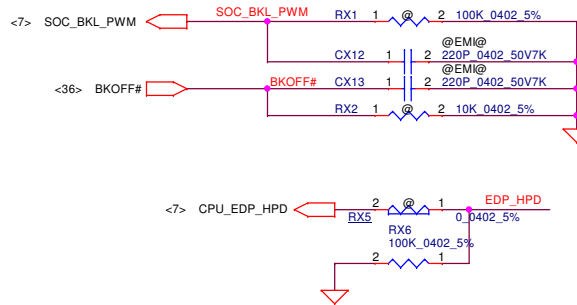 SOC_BKL_PWM RX1 1 @ 2 100K_0402_5%
<7> SOC_BKL_PWM
@EMI@
CX12 1 2 220P_0402_50V7K
@EMI@
BKOFF# CX13 1 2 220P_0402_50V7K
<36> BKOFF#
RX2 1 @ 2 10K_0402_5%
EDP_HPD
<7> CPU_EDP_HPD 2 @ 1
RX5 0_0402_5%
RX6
100K_0402_5%
2 1